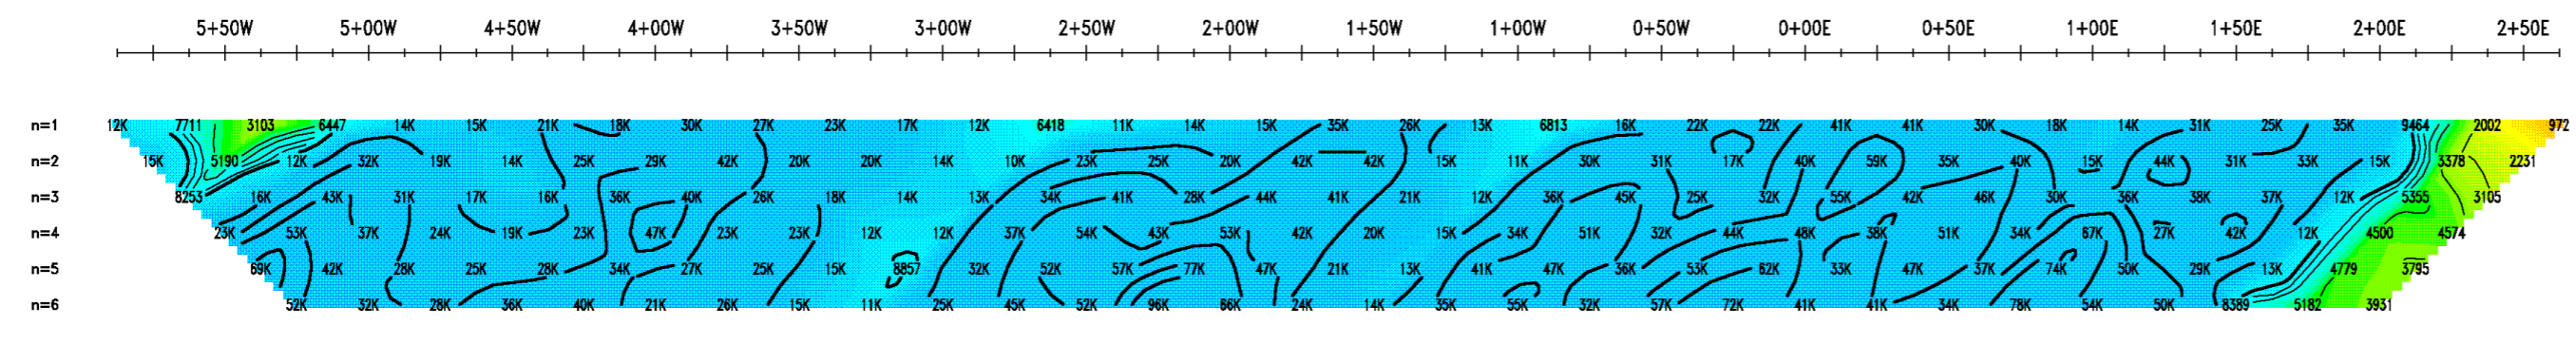 5+50W 5+00W 4+50W 4+00W 3+50W 3+00W 2+50W 2+00W 1+50W 1+00W 0+50W 0+00E 0+50E 1+00E 1+50E 2+00E 2+50E
n=1 12K 7711 3103 6447 14K 15K 21K 18K 30K 27K 23K 17K 12K 6418 11K 14K 15K 35K 26K 13K 6813 16K 22K 22K 41K 41K 30K 18K 14K 31K 25K 35K 9464 2002 972
n=2 15K 5190 12K 32K 19K 14K 25K 29K 42K 20K 20K 14K 10K 23K 25K 20K 42K 42K 15K 11K 30K 31K 17K 40K 59K 35K 40K 15K 44K 31K 33K 15K 3378 2231
n=3 8253 16K 43K 31K 17K 16K 36K 40K 26K 18K 14K 13K 34K 41K 28K 44K 41K 21K 12K 36K 45K 25K 32K 55K 42K 46K 30K 36K 38K 37K 12K 5355 3105
n=4 23K 53K 37K 24K 19K 23K 47K 23K 23K 12K 12K 37K 54K 43K 53K 42K 20K 15K 34K 51K 32K 44K 48K 38K 51K 34K 67K 27K 42K 12K 4500 4574
n=5 69K 42K 28K 25K 28K 34K 27K 25K 15K 8857 32K 52K 57K 77K 47K 21K 13K 41K 47K 36K 53K 62K 33K 47K 37K 74K 50K 29K 13K 4779 3795
n=6 52K 32K 28K 36K 40K 21K 26K 15K 11K 25K 45K 52K 96K 66K 24K 14K 35K 55K 32K 57K 72K 41K 41K 34K 78K 54K 50K 8389 5182 3931